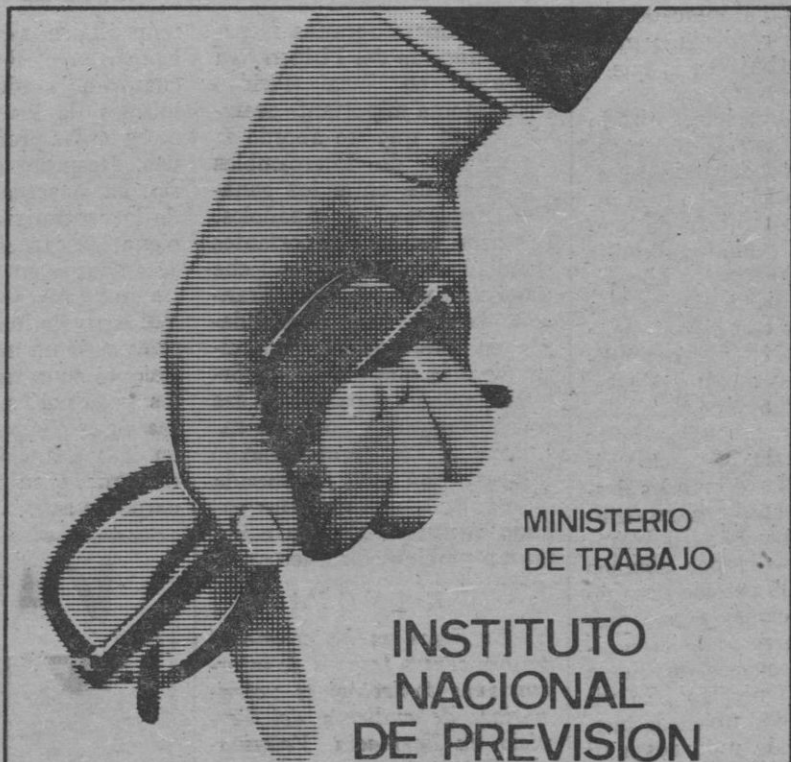 MINISTERIO
DE TRABAJO
INSTITUTO
NACIONAL
DE PREVISION